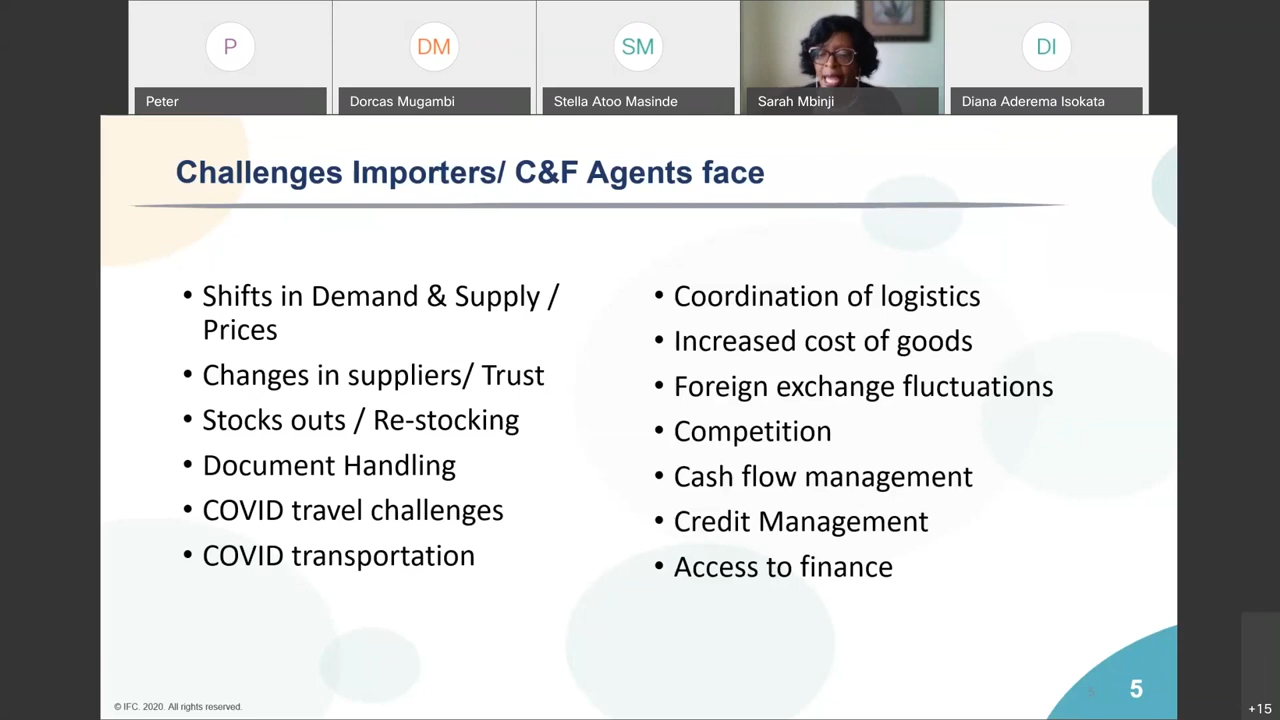 P
DM
SM
DI
Peter
Dorcas Mugambi
Stella Atoo Masinde
Sarah Mbinji
Diana Aderema Isokata
Challenges Importers/ C&F Agents face
• Shifts in Demand & Supply /
Prices
• Changes in suppliers/ Trust
• Stocks outs / Re-stocking
• Document Handling
• COVID travel challenges
• COVID transportation
• Coordination of logistics
• Increased cost of goods
• Foreign exchange fluctuations
• Competition
• Cash flow management
• Credit Management
• Access to finance
© IFC. 2020. All rights reserved.
5
5
+15